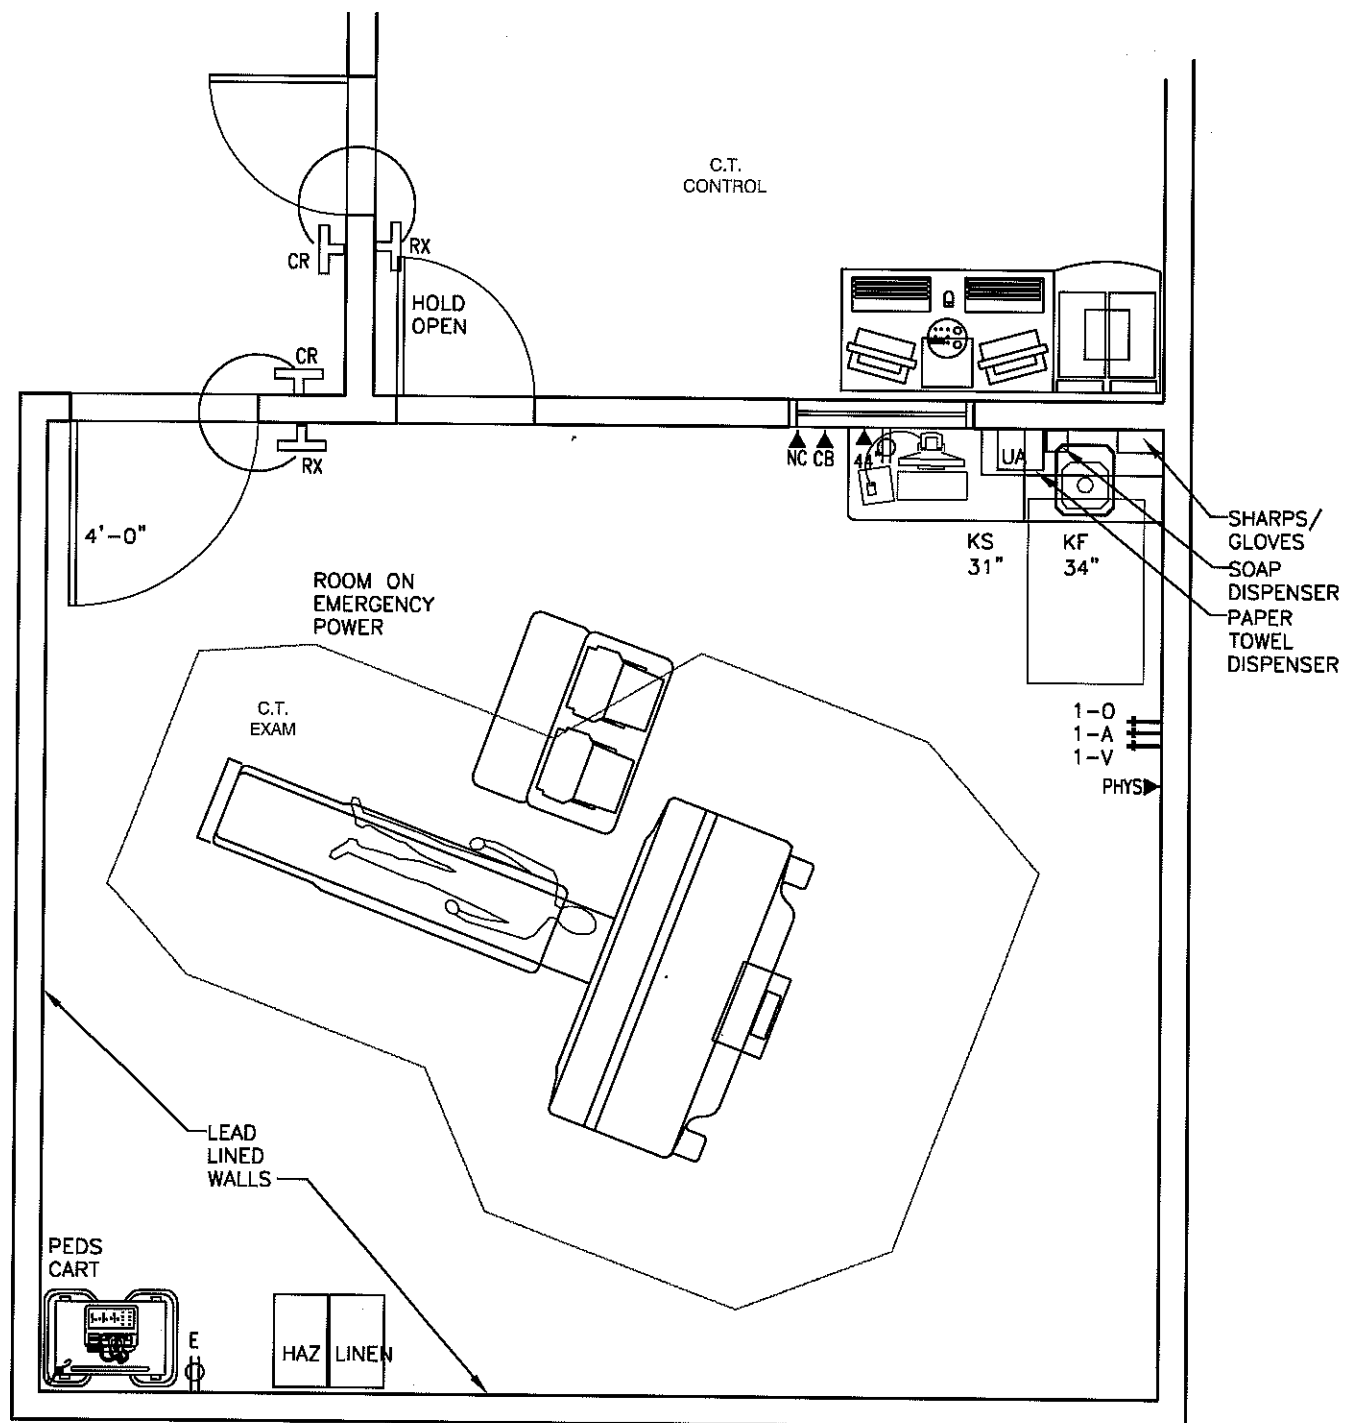 C.T.
CONTROL
CR
RX
HOLD
OPEN
CR
RX
NC
CB
44"
UA
4'-0"
KS
31"
KF
34"
SHARPS/
GLOVES
SOAP
DISPENSER
PAPER
TOWEL
DISPENSER
ROOM ON
EMERGENCY
POWER
C.T.
EXAM
1-O
1-A
1-V
PHYS
LEAD
LINED
WALLS
PEDS
CART
E
HAZ
LINEN